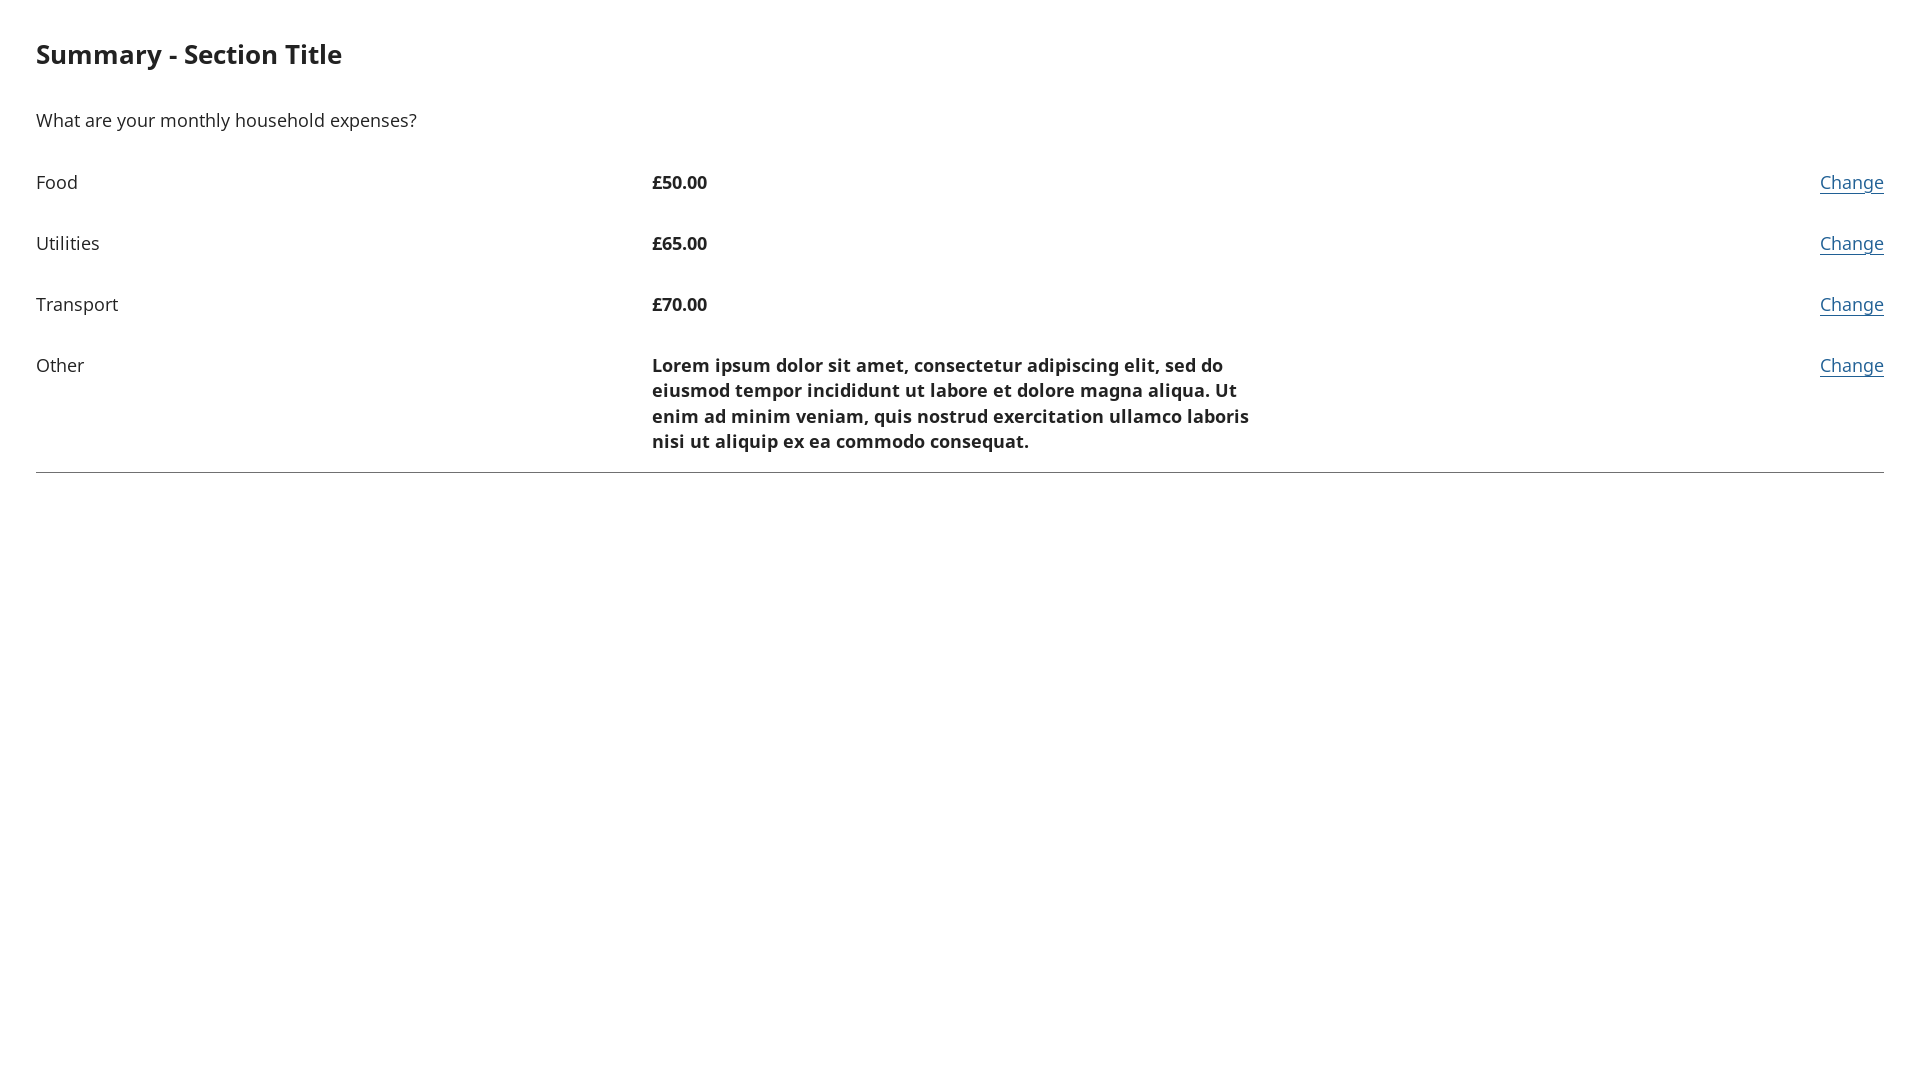 Summary - Section Title
What are your monthly household expenses?
Food £50.00 Change
Utilities £65.00 Change
Transport £70.00 Change
Other Lorem ipsum dolor sit amet, consectetur adipiscing elit, sed do Change
eiusmod tempor incididunt ut labore et dolore magna aliqua. Ut
enim ad minim veniam, quis nostrud exercitation ullamco laboris
nisi ut aliquip ex ea commodo consequat.